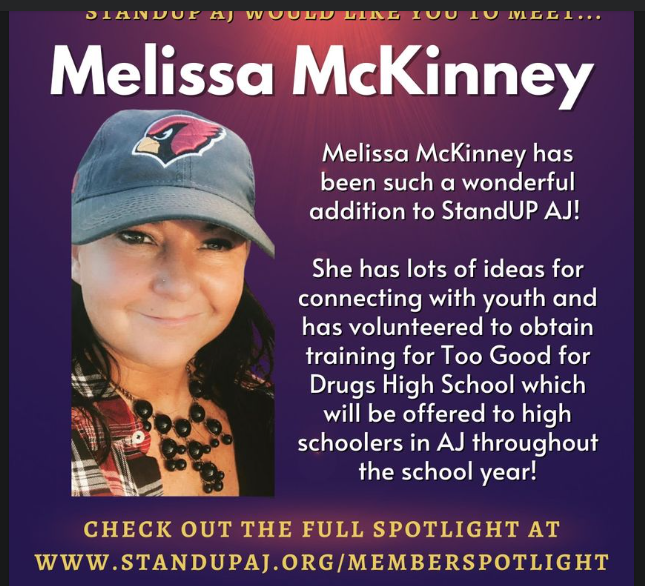 STANDUP AJ WOULD LIKE YOU TO MEET...
Melissa McKinney
Melissa McKinney has
been such a wonderful
addition to StandUP AJ!
She has lots of ideas for
connecting with youth and
has volunteered to obtain
training for Too Good for
Drugs High School which
will be offered to high
schoolers in AJ throughout
the school year!
CHECK OUT THE FULL SPOTLIGHT AT
WWW.STANDUPAJ.ORG/MEMBERSPOTLIGHT